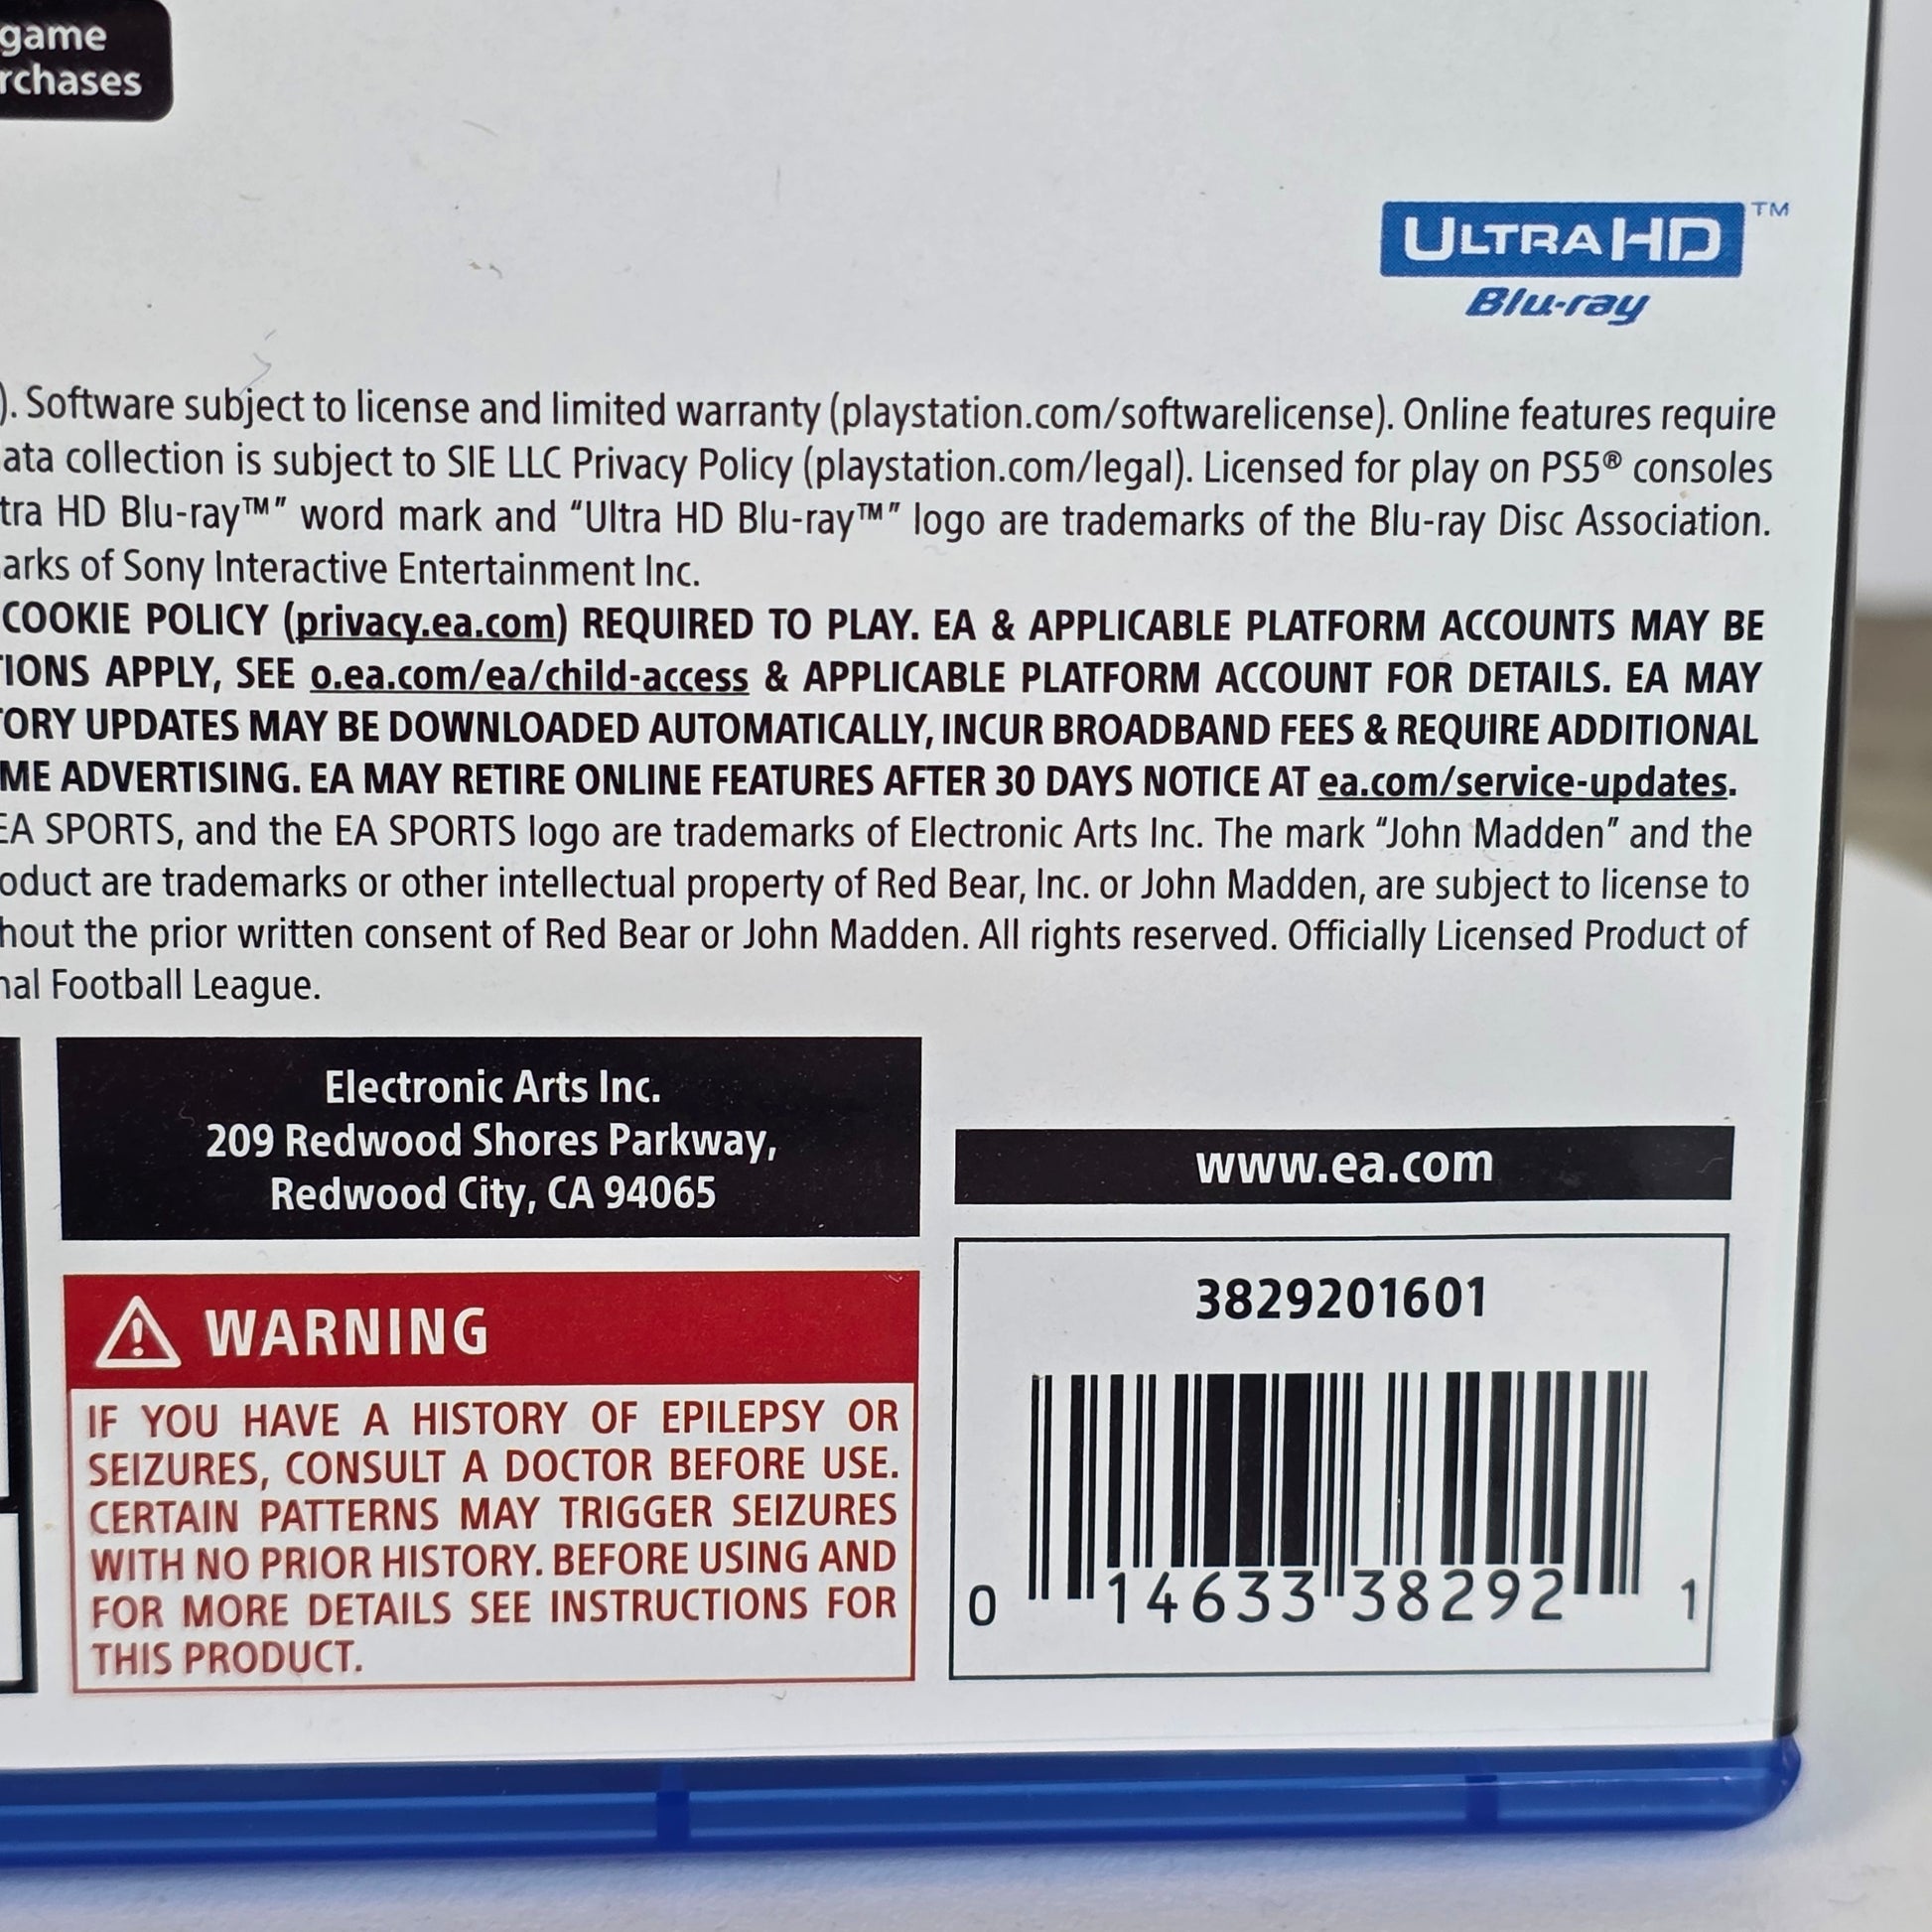 game
rchases
ULTRA HD™
Blu-ray
). Software subject to license and limited warranty (playstation.com/softwarelicense). Online features require
ata collection is subject to SIE LLC Privacy Policy (playstation.com/legal). Licensed for play on PS5® consoles
tra HD Blu-ray™” word mark and “Ultra HD Blu-ray™” logo are trademarks of the Blu-ray Disc Association.
arks of Sony Interactive Entertainment Inc.
COOKIE POLICY (privacy.ea.com) REQUIRED TO PLAY. EA & APPLICABLE PLATFORM ACCOUNTS MAY BE
IONS APPLY, SEE o.ea.com/ea/child-access & APPLICABLE PLATFORM ACCOUNT FOR DETAILS. EA MAY
ORY UPDATES MAY BE DOWNLOADED AUTOMATICALLY, INCUR BROADBAND FEES & REQUIRE ADDITIONAL
ME ADVERTISING. EA MAY RETIRE ONLINE FEATURES AFTER 30 DAYS NOTICE AT ea.com/service-updates.
EA SPORTS, and the EA SPORTS logo are trademarks of Electronic Arts Inc. The mark “John Madden” and the
oduct are trademarks or other intellectual property of Red Bear, Inc. or John Madden, are subject to license to
hout the prior written consent of Red Bear or John Madden. All rights reserved. Officially Licensed Product of
nal Football League.
Electronic Arts Inc.
209 Redwood Shores Parkway,
Redwood City, CA 94065
www.ea.com
WARNING
IF YOU HAVE A HISTORY OF EPILEPSY OR
SEIZURES, CONSULT A DOCTOR BEFORE USE.
CERTAIN PATTERNS MAY TRIGGER SEIZURES
WITH NO PRIOR HISTORY. BEFORE USING AND
FOR MORE DETAILS SEE INSTRUCTIONS FOR
THIS PRODUCT.
3829201601
0 14633 38292 1